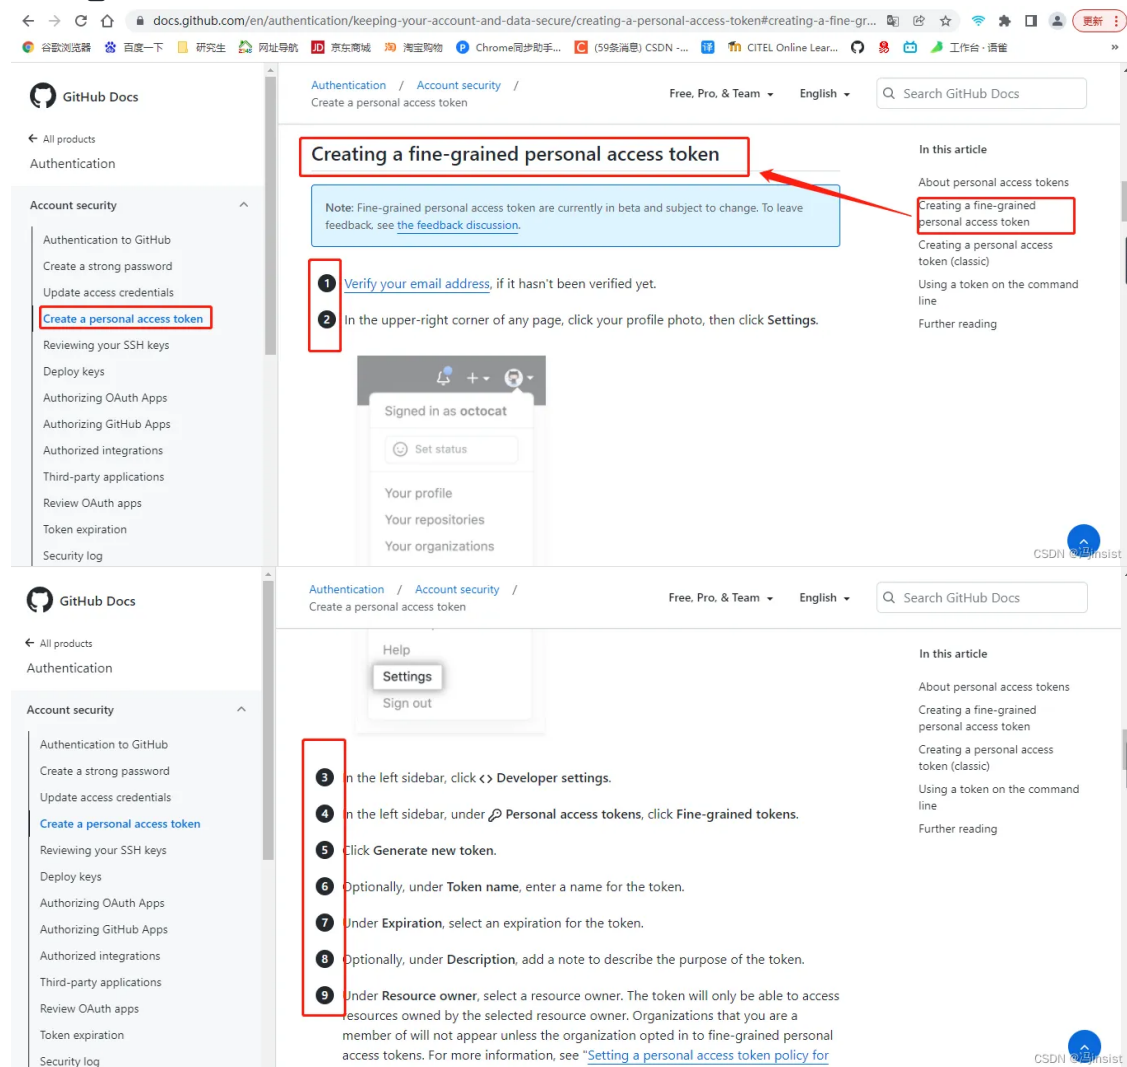 docs.github.com/en/authentication/keeping-your-account-and-data-secure/creating-a-personal-access-token#creating-a-fine-gr...
更新
谷歌浏览器 百度一下 研究生 网址导航 JD 京东商城 淘 淘宝购物 P Chrome同步助手... C (59条消息) CSDN -... 译 CITEL Online Lear... 工作台 · 语雀 »
GitHub Docs
Authentication / Account security /
Create a personal access token
Free, Pro, & Team
English
Search GitHub Docs
All products
Authentication
Account security
Authentication to GitHub
Create a strong password
Update access credentials
Create a personal access token
Reviewing your SSH keys
Deploy keys
Authorizing OAuth Apps
Authorizing GitHub Apps
Authorized integrations
Third-party applications
Review OAuth apps
Token expiration
Security log
Creating a fine-grained personal access token
Note: Fine-grained personal access token are currently in beta and subject to change. To leave
feedback, see the feedback discussion.
1 Verify your email address, if it hasn't been verified yet.
2 In the upper-right corner of any page, click your profile photo, then click Settings.
Signed in as octocat
Set status
Your profile
Your repositories
Your organizations
In this article
About personal access tokens
Creating a fine-grained
personal access token
Creating a personal access
token (classic)
Using a token on the command
line
Further reading
CSDN @冯jinsist
GitHub Docs
Authentication / Account security /
Create a personal access token
Free, Pro, & Team
English
Search GitHub Docs
All products
Authentication
Account security
Authentication to GitHub
Create a strong password
Update access credentials
Create a personal access token
Reviewing your SSH keys
Deploy keys
Authorizing OAuth Apps
Authorizing GitHub Apps
Authorized integrations
Third-party applications
Review OAuth apps
Token expiration
Security log
Help
Settings
Sign out
3 In the left sidebar, click <> Developer settings.
4 In the left sidebar, under Personal access tokens, click Fine-grained tokens.
5 Click Generate new token.
6 Optionally, under Token name, enter a name for the token.
7 Under Expiration, select an expiration for the token.
8 Optionally, under Description, add a note to describe the purpose of the token.
9 Under Resource owner, select a resource owner. The token will only be able to access
resources owned by the selected resource owner. Organizations that you are a
member of will not appear unless the organization opted in to fine-grained personal
access tokens. For more information, see "Setting a personal access token policy for
In this article
About personal access tokens
Creating a fine-grained
personal access token
Creating a personal access
token (classic)
Using a token on the command
line
Further reading
CSDN @冯jinsist